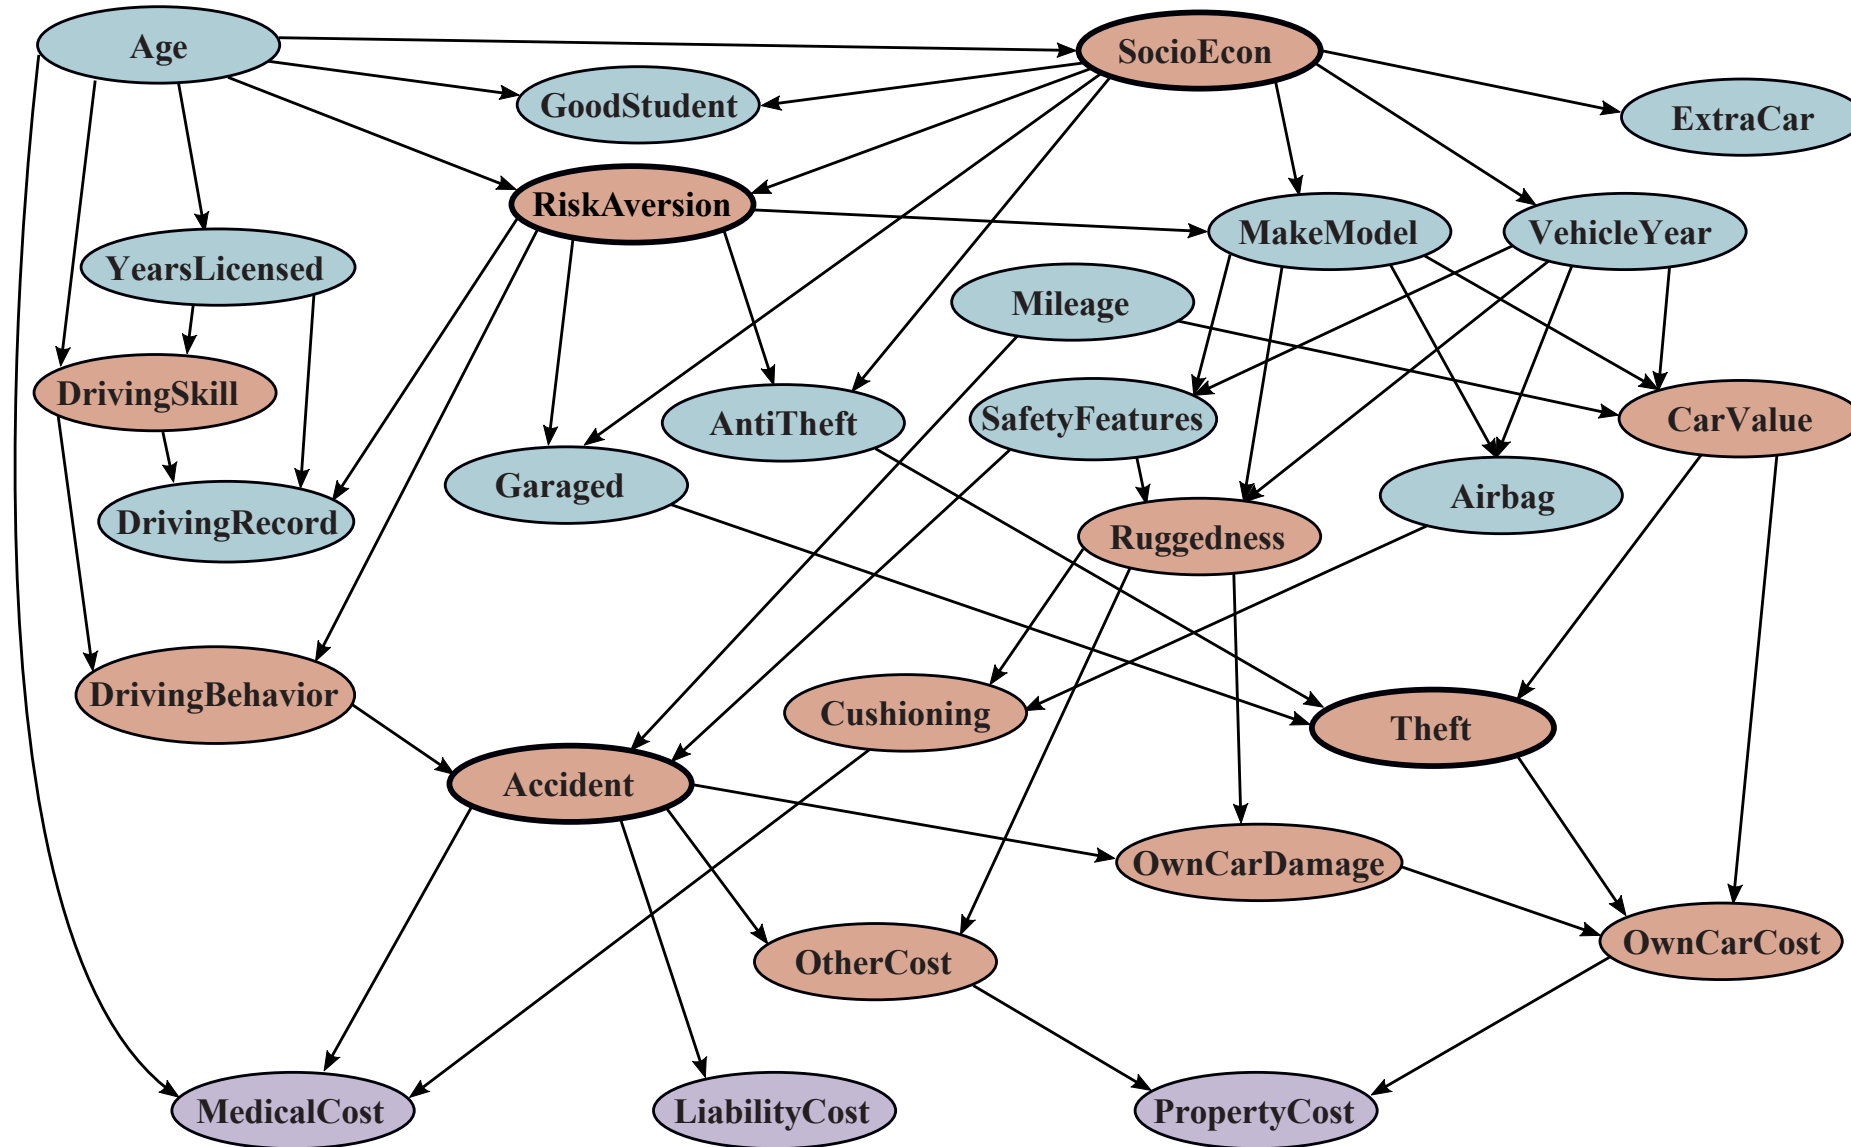 Age
SocioEcon
GoodStudent
ExtraCar
RiskAversion
MakeModel
VehicleYear
YearsLicensed
Mileage
DrivingSkill
AntiTheft
SafetyFeatures
CarValue
Garaged
Airbag
DrivingRecord
Ruggedness
DrivingBehavior
Cushioning
Theft
Accident
OwnCarDamage
OtherCost
OwnCarCost
MedicalCost
LiabilityCost
PropertyCost